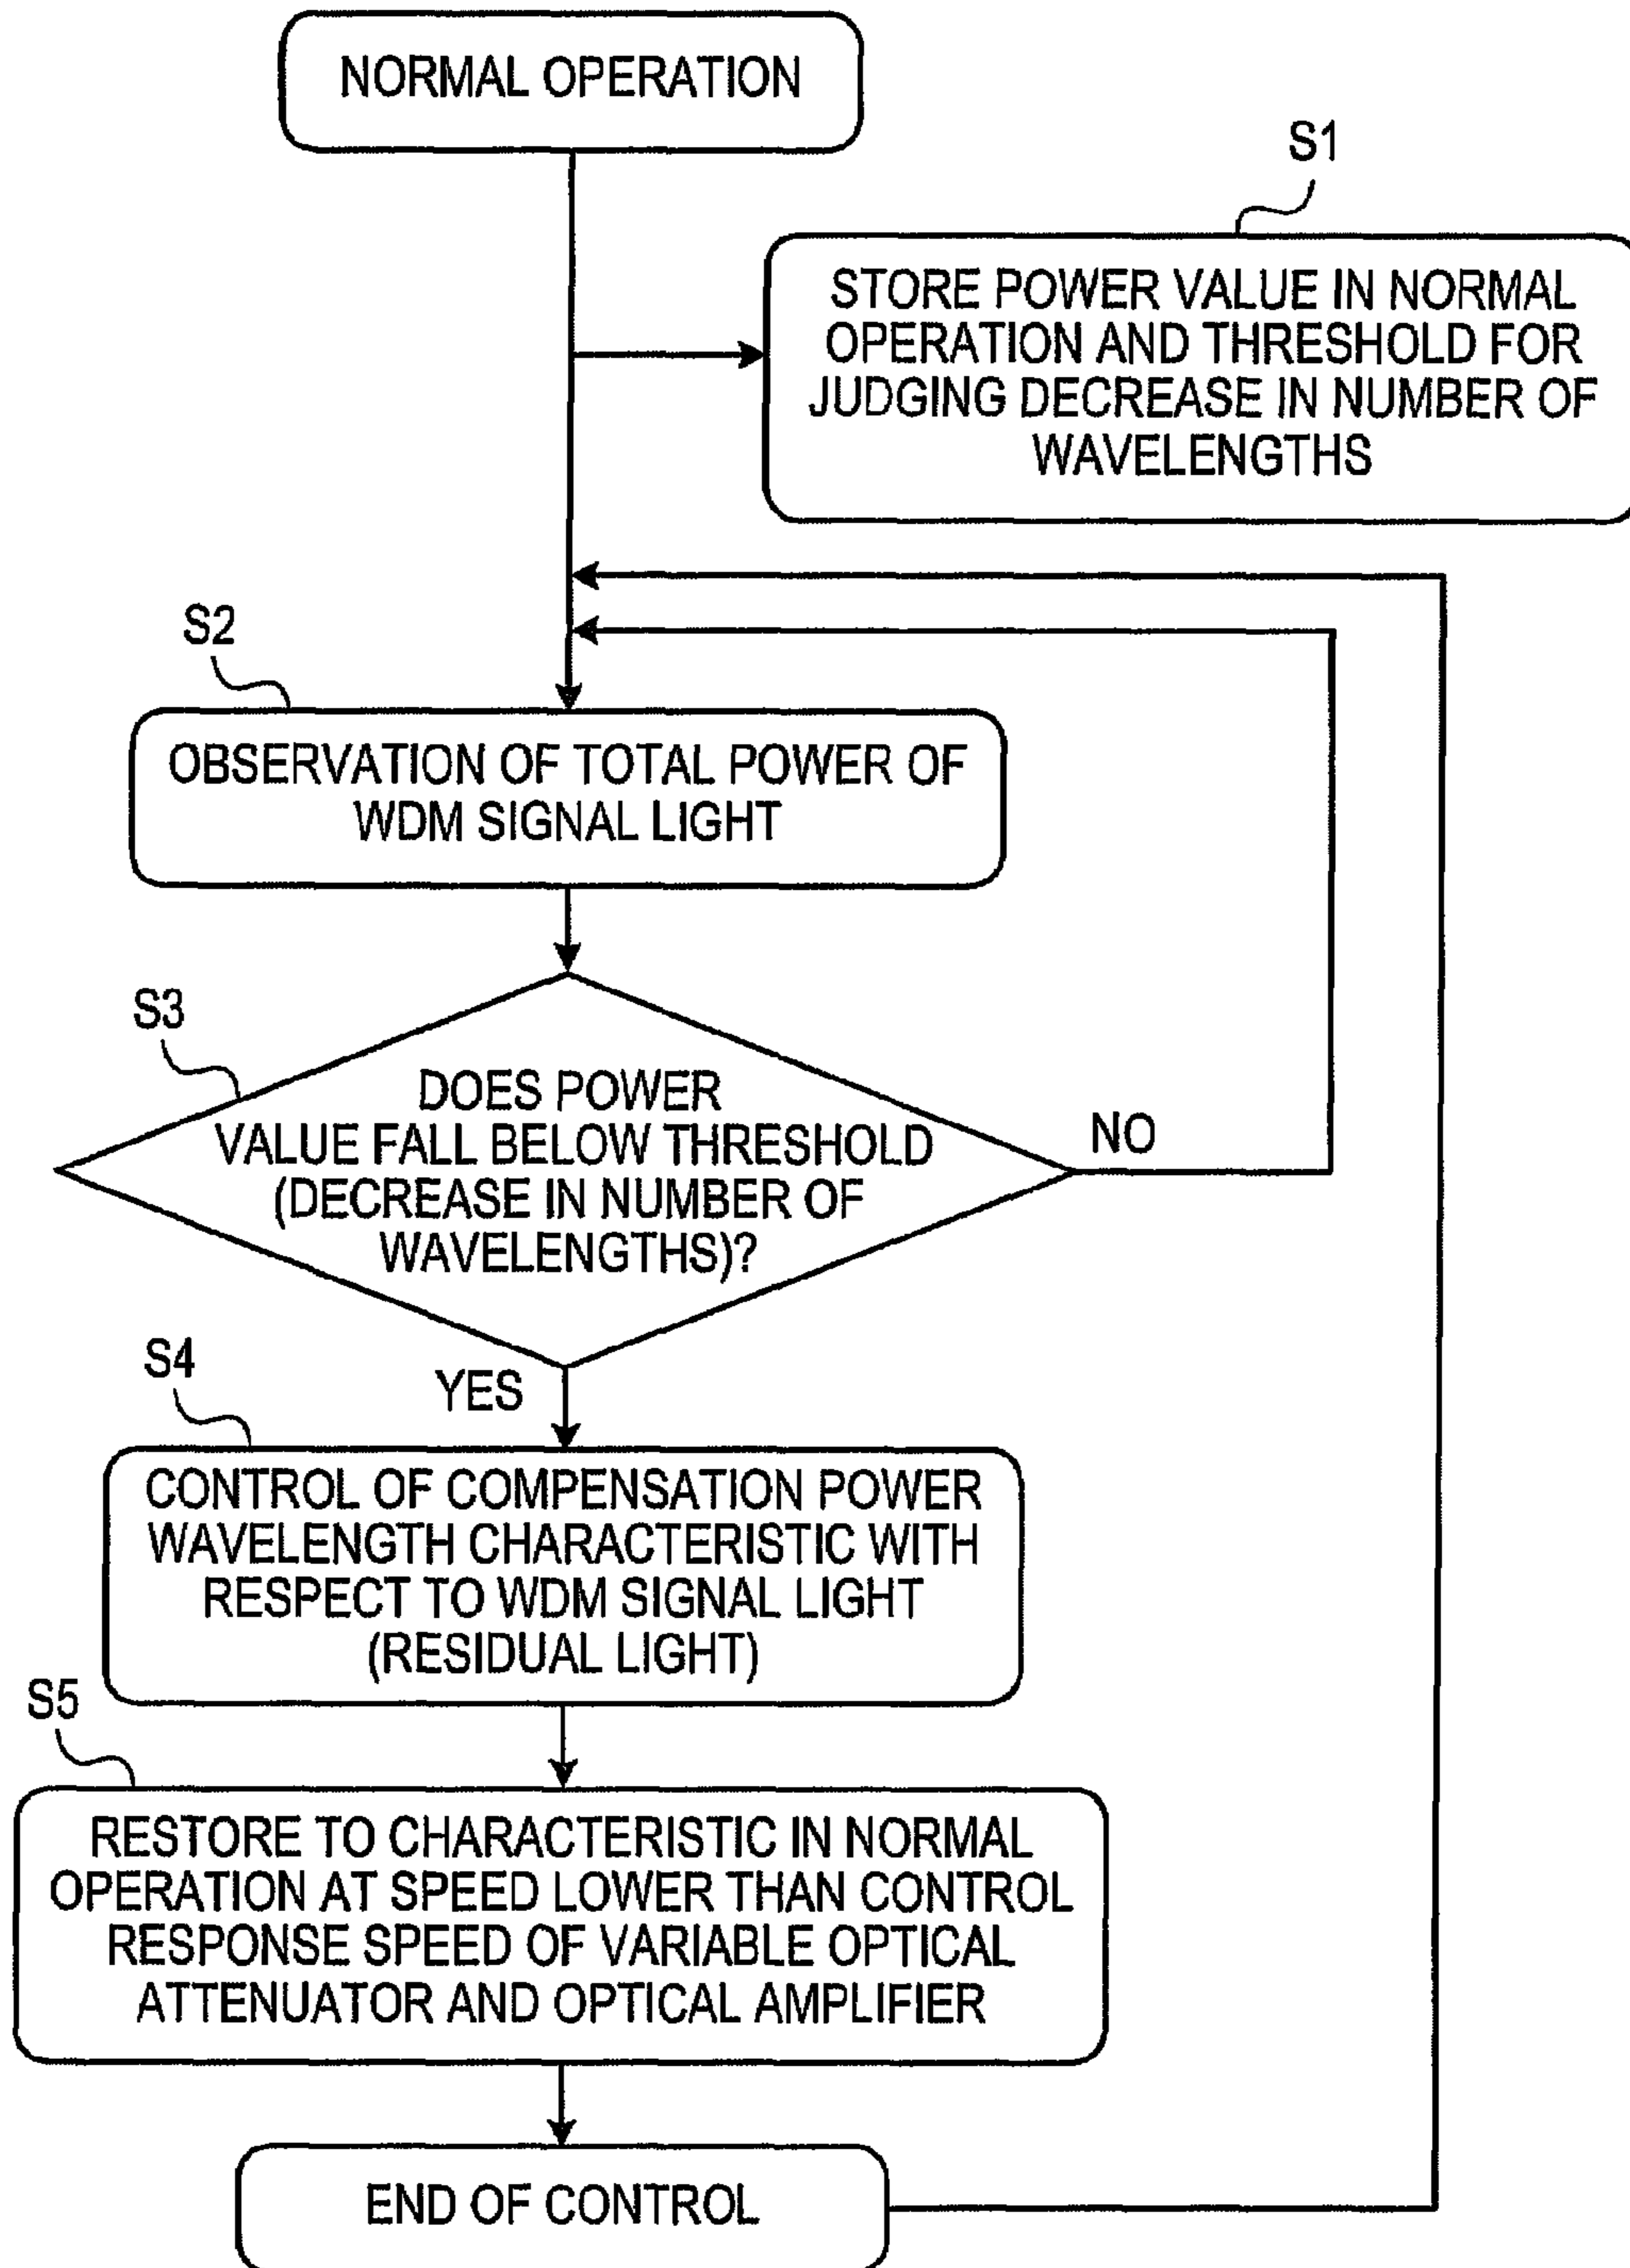 NORMAL OPERATION
S1
STORE POWER VALUE IN NORMAL
OPERATION AND THRESHOLD FOR
JUDGING DECREASE IN NUMBER OF
WAVELENGTHS
S2
OBSERVATION OF TOTAL POWER OF
WDM SIGNAL LIGHT
S3
DOES POWER
VALUE FALL BELOW THRESHOLD
(DECREASE IN NUMBER OF
WAVELENGTHS)?
NO
YES
S4
CONTROL OF COMPENSATION POWER
WAVELENGTH CHARACTERISTIC WITH
RESPECT TO WDM SIGNAL LIGHT
(RESIDUAL LIGHT)
S5
RESTORE TO CHARACTERISTIC IN NORMAL
OPERATION AT SPEED LOWER THAN CONTROL
RESPONSE SPEED OF VARIABLE OPTICAL
ATTENUATOR AND OPTICAL AMPLIFIER
END OF CONTROL